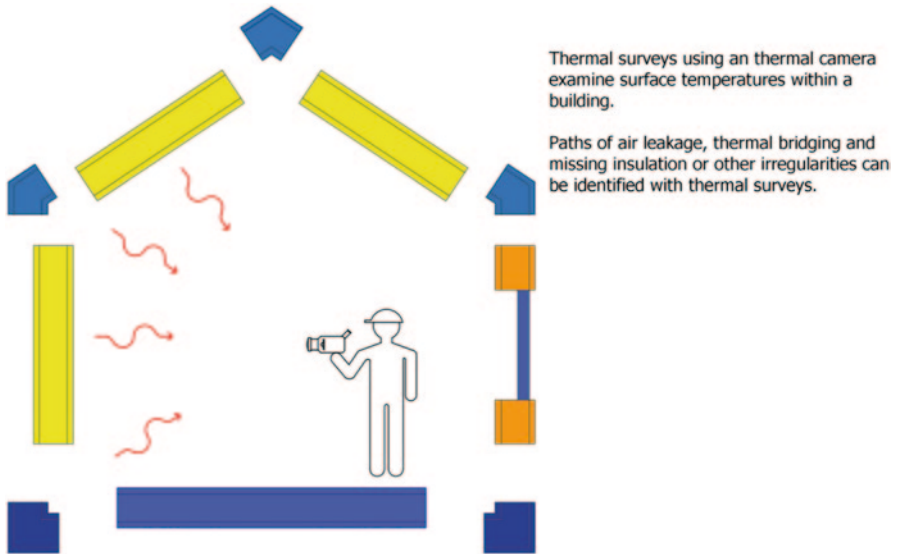 Thermal surveys using an thermal camera
examine surface temperatures within a
building.
Paths of air leakage, thermal bridging and
missing insulation or other irregularities can
be identified with thermal surveys.